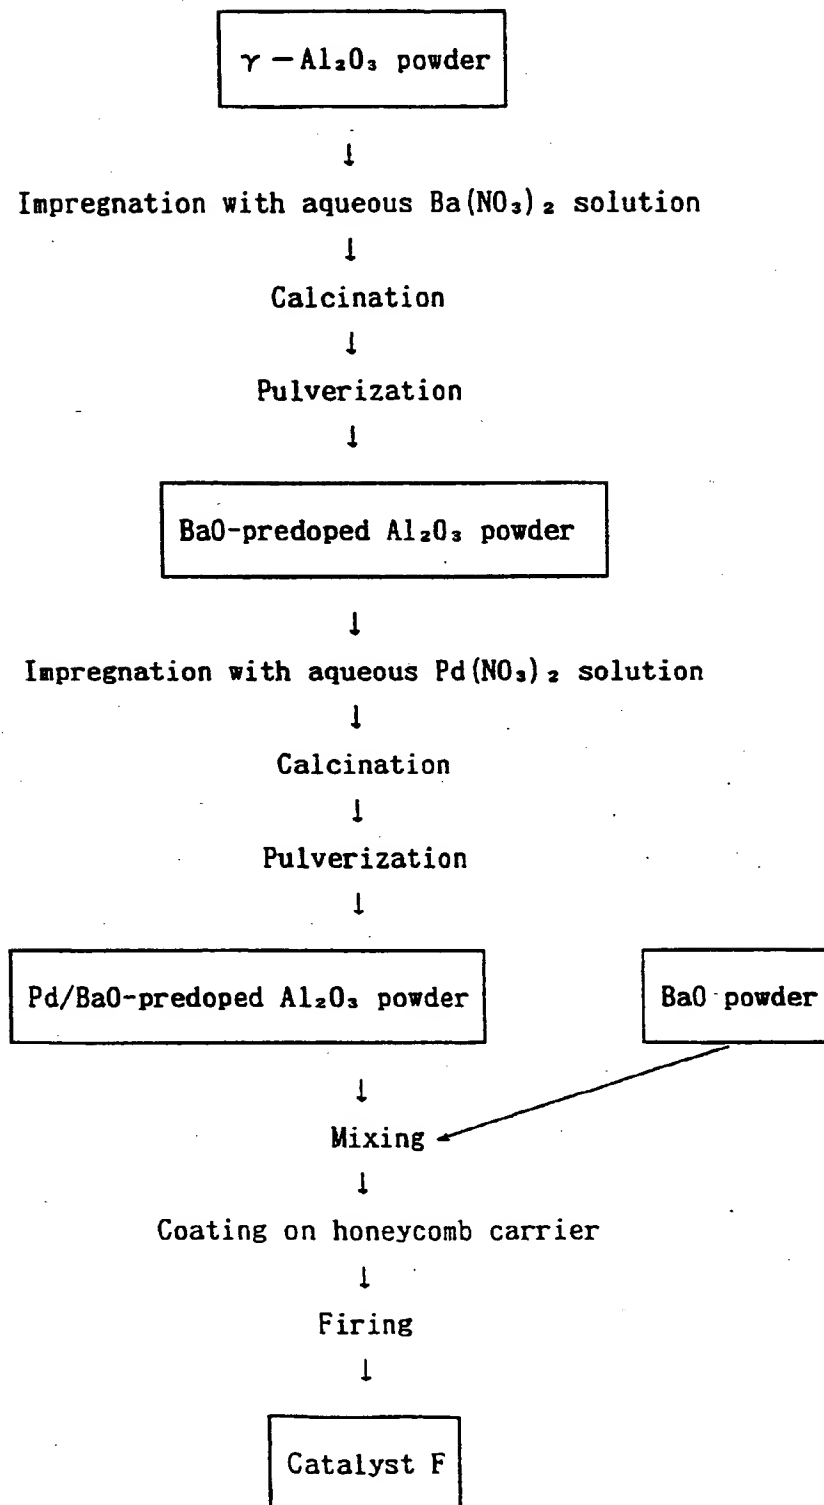 γ-Al₂O₃ powder
↓
Impregnation with aqueous Ba(NO₃)₂ solution
↓
Calcination
↓
Pulverization
↓
BaO-predoped Al₂O₃ powder
↓
Impregnation with aqueous Pd(NO₃)₂ solution
↓
Calcination
↓
Pulverization
↓
Pd/BaO-predoped Al₂O₃ powder BaO powder
↓
Mixing
↓
Coating on honeycomb carrier
↓
Firing
↓
Catalyst F